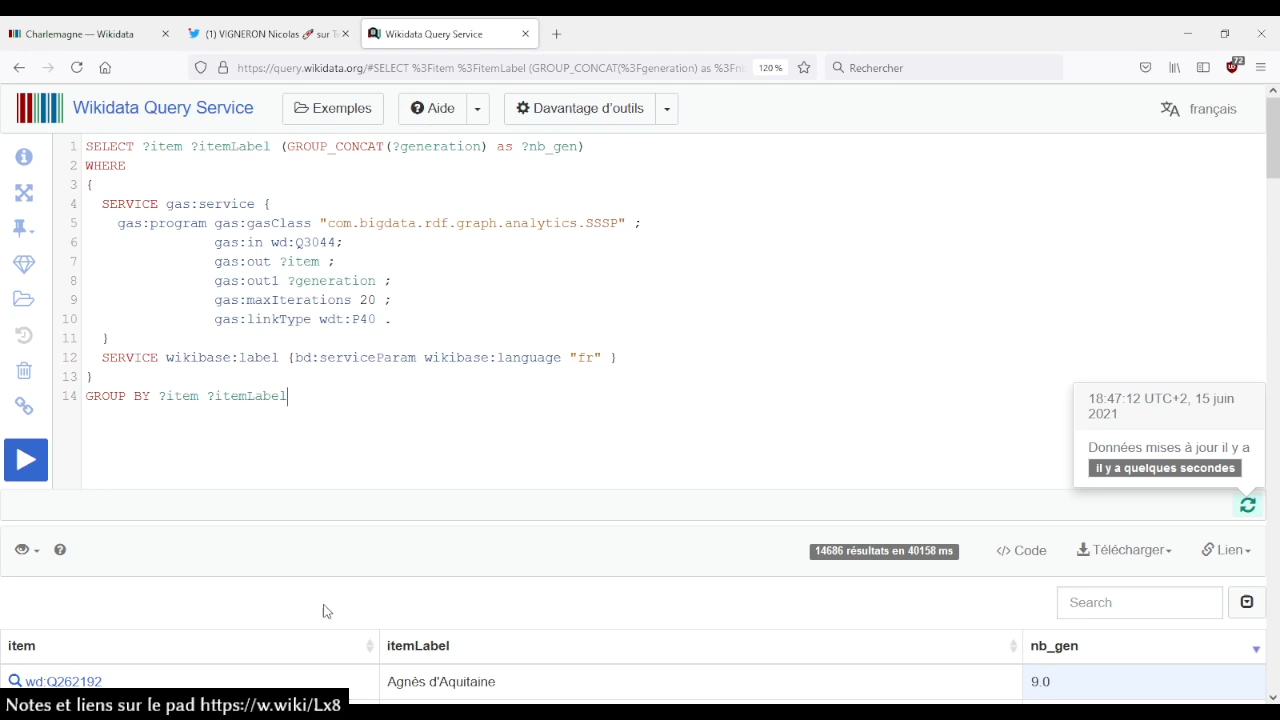 Charlemagne — Wikidata
(1) VIGNERON Nicolas 🚀 sur T
Wikidata Query Service
https://query.wikidata.org/#SELECT %3Fitem %3FitemLabel (GROUP_CONCAT(%3Fgeneration) as %3Fn
120 %
Rechercher
72
Wikidata Query Service
Exemples
Aide
Davantage d'outils
français
1 SELECT ?item ?itemLabel (GROUP_CONCAT(?generation) as ?nb_gen)
2 WHERE
3 {
4 SERVICE gas:service {
5 gas:program gas:gasClass "com.bigdata.rdf.graph.analytics.SSSP" ;
6 gas:in wd:Q3044;
7 gas:out ?item ;
8 gas:out1 ?generation ;
9 gas:maxIterations 20 ;
10 gas:linkType wdt:P40 .
11 }
12 SERVICE wikibase:label {bd:serviceParam wikibase:language "fr" }
13 }
14 GROUP BY ?item ?itemLabel
18:47:12 UTC+2, 15 juin
2021
Données mises à jour il y a
il y a quelques secondes
14686 résultats en 40158 ms
</> Code
Télécharger
Lien
Search
item
itemLabel
nb_gen
wd:Q262192
Agnès d'Aquitaine
9.0
Notes et liens sur le pad https://w.wiki/Lx8